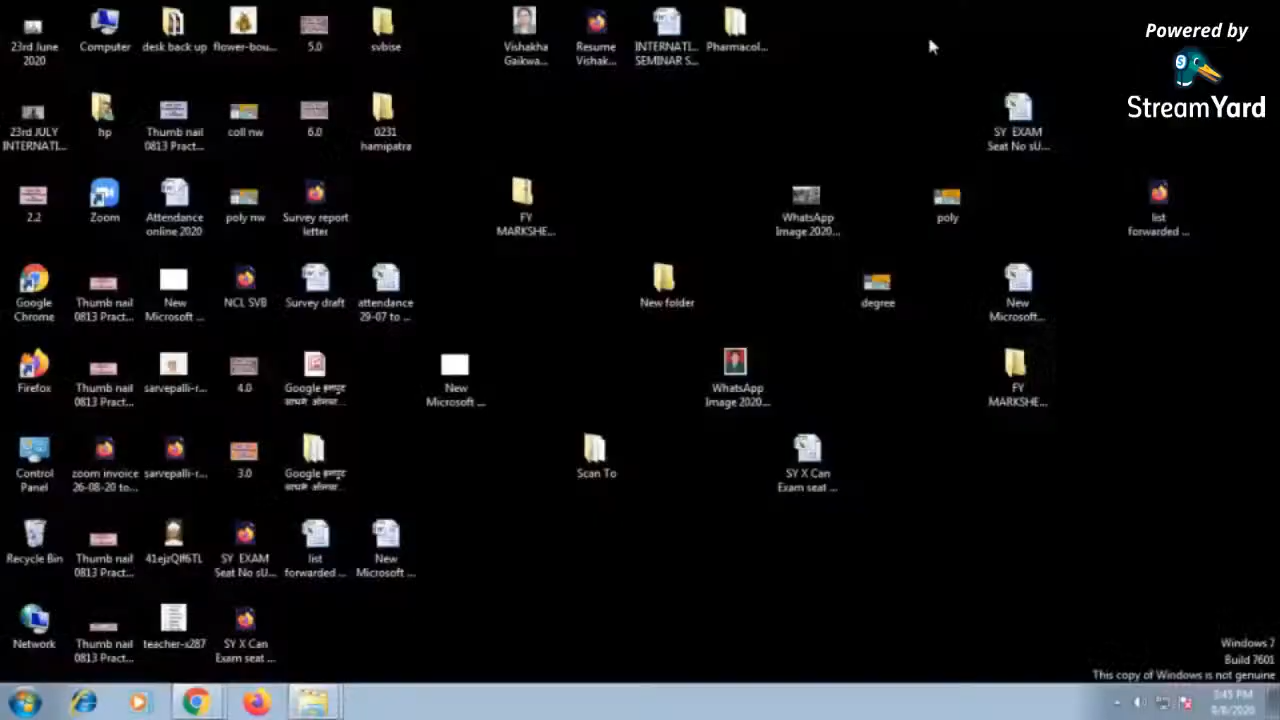 Powered by
StreamYard
23rd June
2020
Computer
desk back up
flower-bou...
5.0
svbise
Vishakha
Gaikwa...
Resume
Vishak...
INTERNATI...
SEMINAR S...
Pharmacol...
23rd JULY
INTERNATI...
hp
Thumb nail
0813 Pract...
coll nw
6.0
0231
hamipatra
SY EXAM
Seat No sU...
2.2
Zoom
Attendance
online 2020
poly nw
Survey report
letter
FY
MARKSHE...
WhatsApp
Image 2020...
poly
list
forwarded ...
Google
Chrome
Thumb nail
0813 Pract...
New
Microsoft ...
NCL SVB
Survey draft
attendance
29-07 to ...
New folder
degree
New
Microsoft...
Firefox
Thumb nail
0813 Pract...
sarvepalli-r...
4.0
Google
New
Microsoft ...
WhatsApp
Image 2020...
FY
MARKSHE...
Control
Panel
zoom invoice
26-08-20 to...
sarvepalli-r...
3.0
Google
Scan To
SY X Can
Exam seat ...
Recycle Bin
Thumb nail
0813 Pract...
41ejzQlf6TL
SY EXAM
Seat No sU...
list
forwarded ...
New
Microsoft ...
Network
Thumb nail
0813 Pract...
teacher-s287
SY X Can
Exam seat ...
Windows 7
Build 7601
This copy of Windows is not genuine
3:45 PM